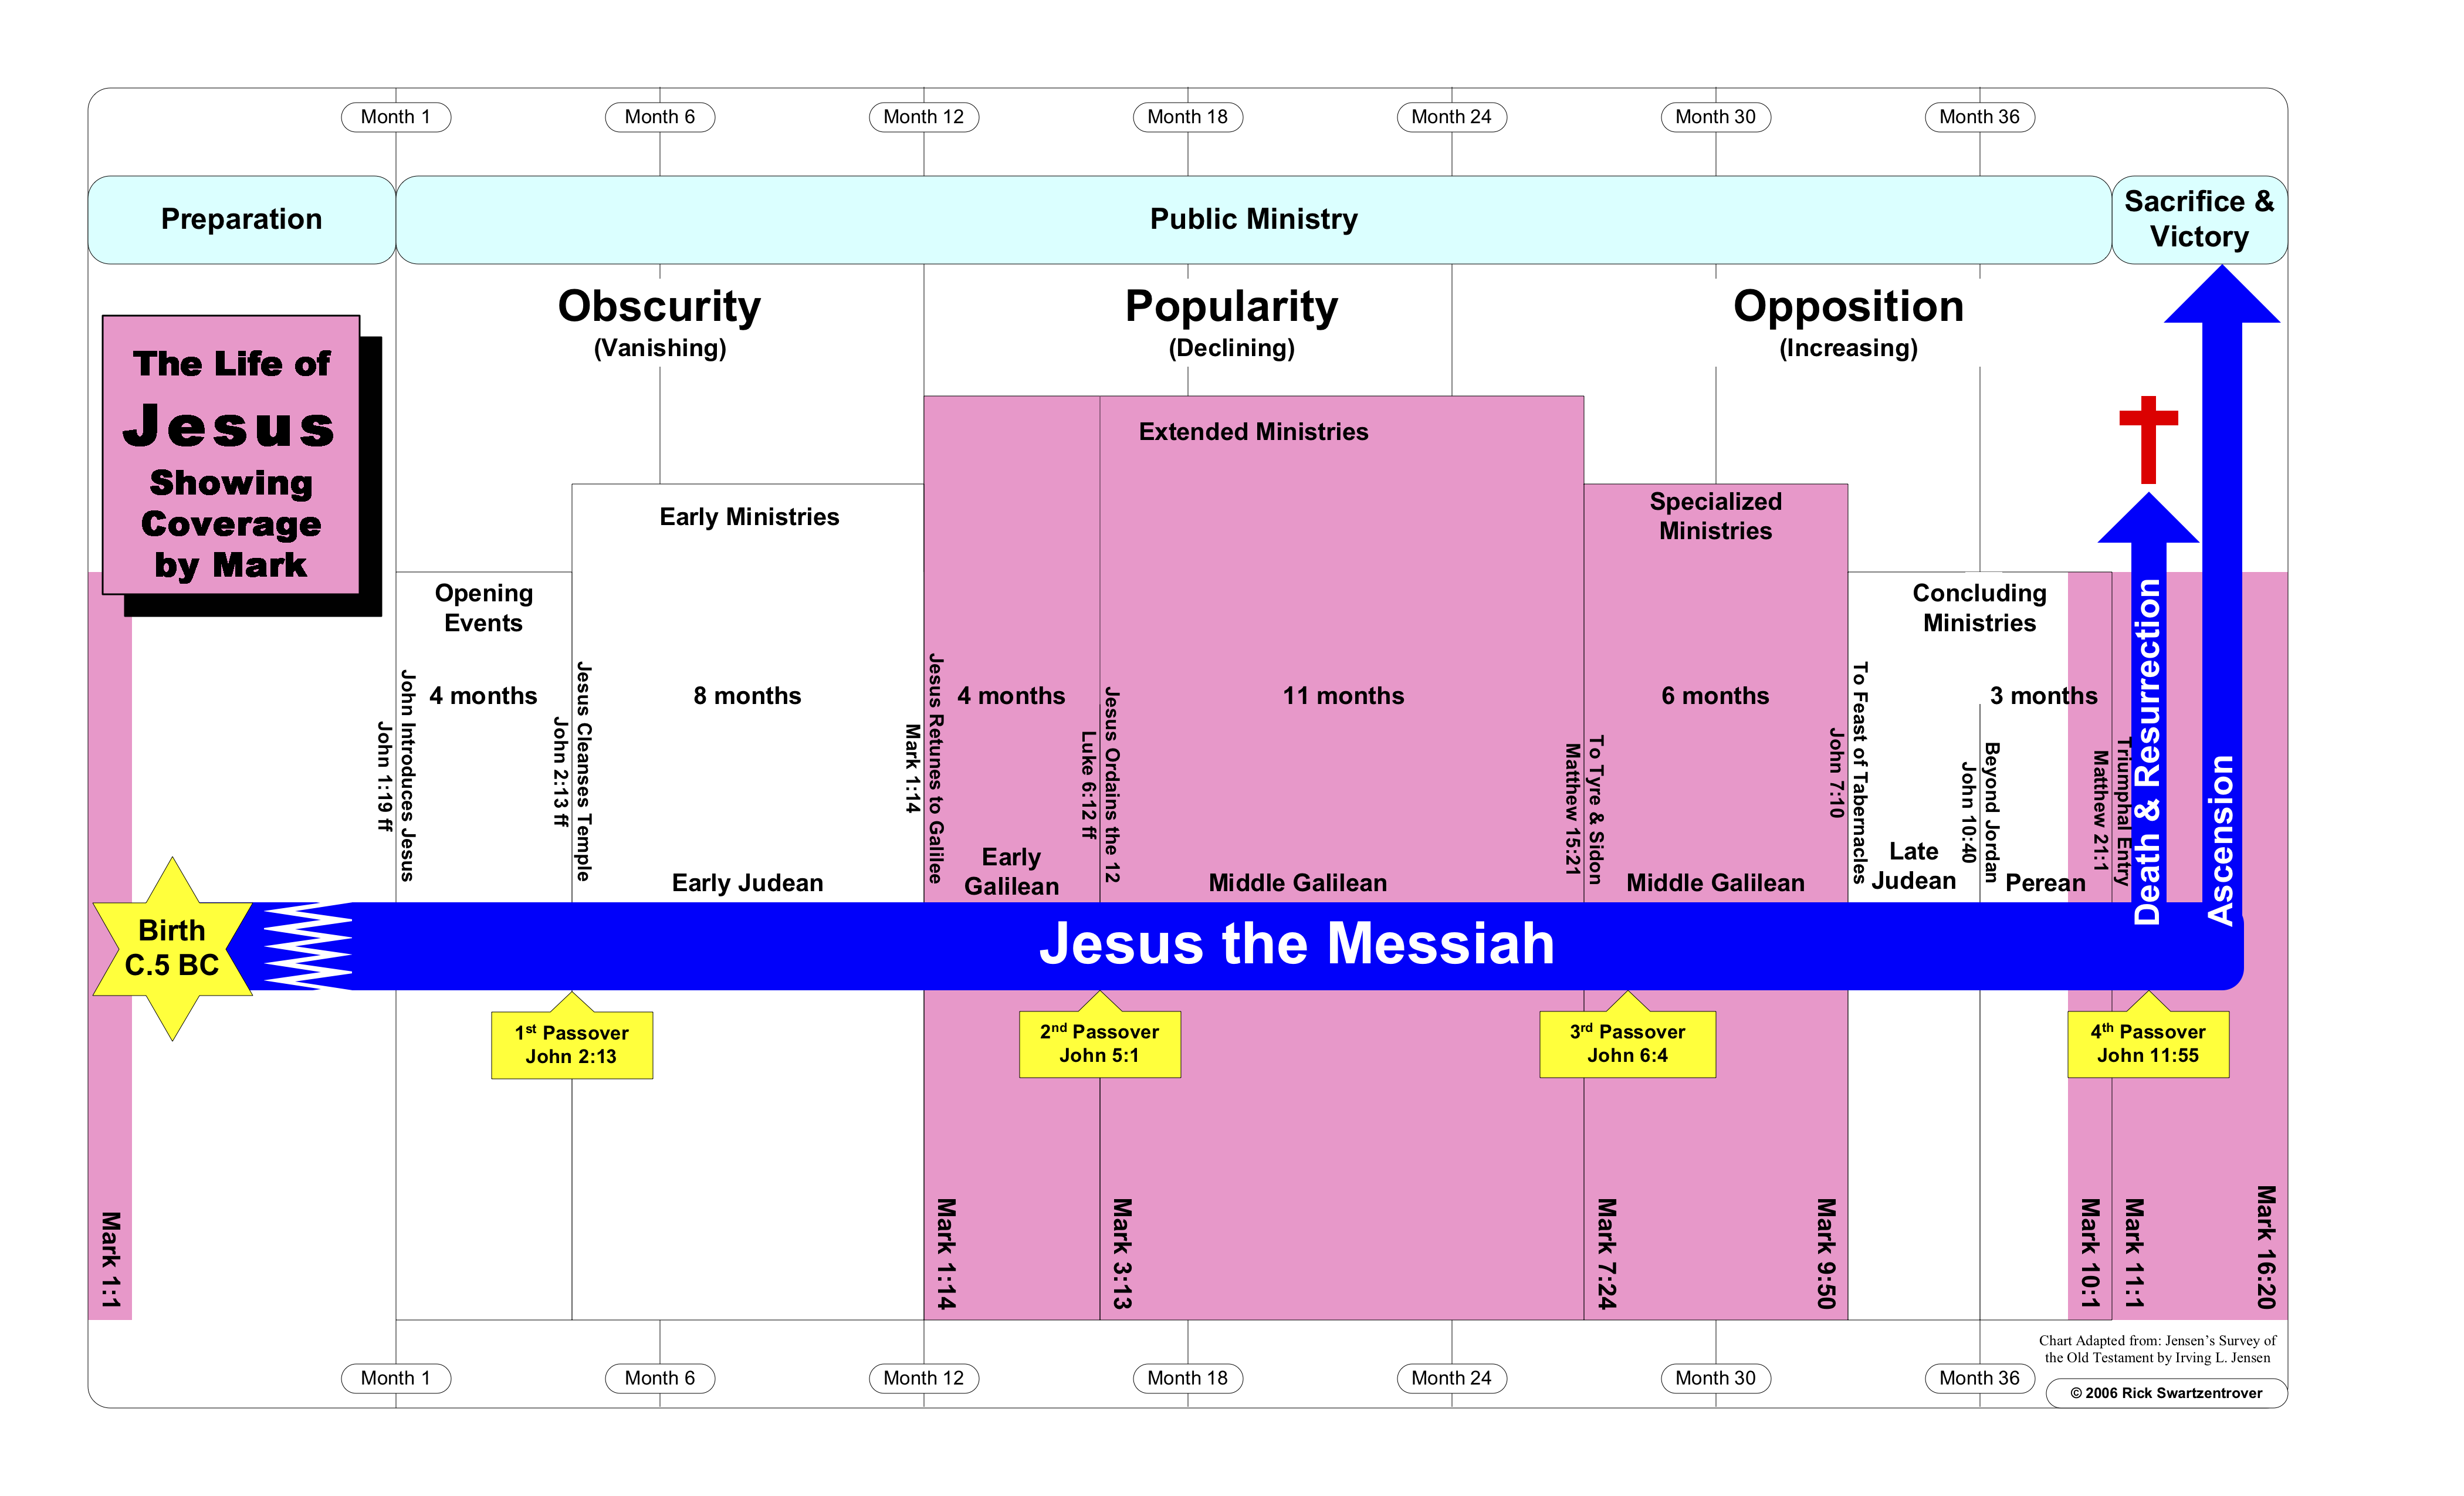 Month 1
Month 6
Month 12
Month 18
Month 24
Month 30
Month 36
Preparation
Public Ministry
Sacrifice &
Victory
Obscurity
(Vanishing)
Popularity
(Declining)
Opposition
(Increasing)
The Life of
Jesus
Showing
Coverage
by Mark
Extended Ministries
Early Ministries
Specialized
Ministries
Opening
Events
Concluding
Ministries
4 months
8 months
4 months
11 months
6 months
3 months
John Introduces Jesus
John 1:19 ff
Jesus Cleanses Temple
John 2:13 ff
Jesus Retunes to Galilee
Mark 1:14
Jesus Ordains the 12
Luke 6:12 ff
To Tyre & Sidon
Matthew 15:21
To Feast of Tabernacles
John 7:10
Beyond Jordan
John 10:40
Triumphal Entry
Matthew 21:1
Death & Resurrection
Ascension
Early Judean
Early
Galilean
Middle Galilean
Middle Galilean
Late
Judean
Perean
Birth
C.5 BC
Jesus the Messiah
1st Passover
John 2:13
2nd Passover
John 5:1
3rd Passover
John 6:4
4th Passover
John 11:55
Mark 1:1
Mark 1:14
Mark 3:13
Mark 7:24
Mark 9:50
Mark 10:1
Mark 11:1
Mark 16:20
Chart Adapted from: Jensen's Survey of
the Old Testament by Irving L. Jensen
Month 1
Month 6
Month 12
Month 18
Month 24
Month 30
Month 36
© 2006 Rick Swartzentrover